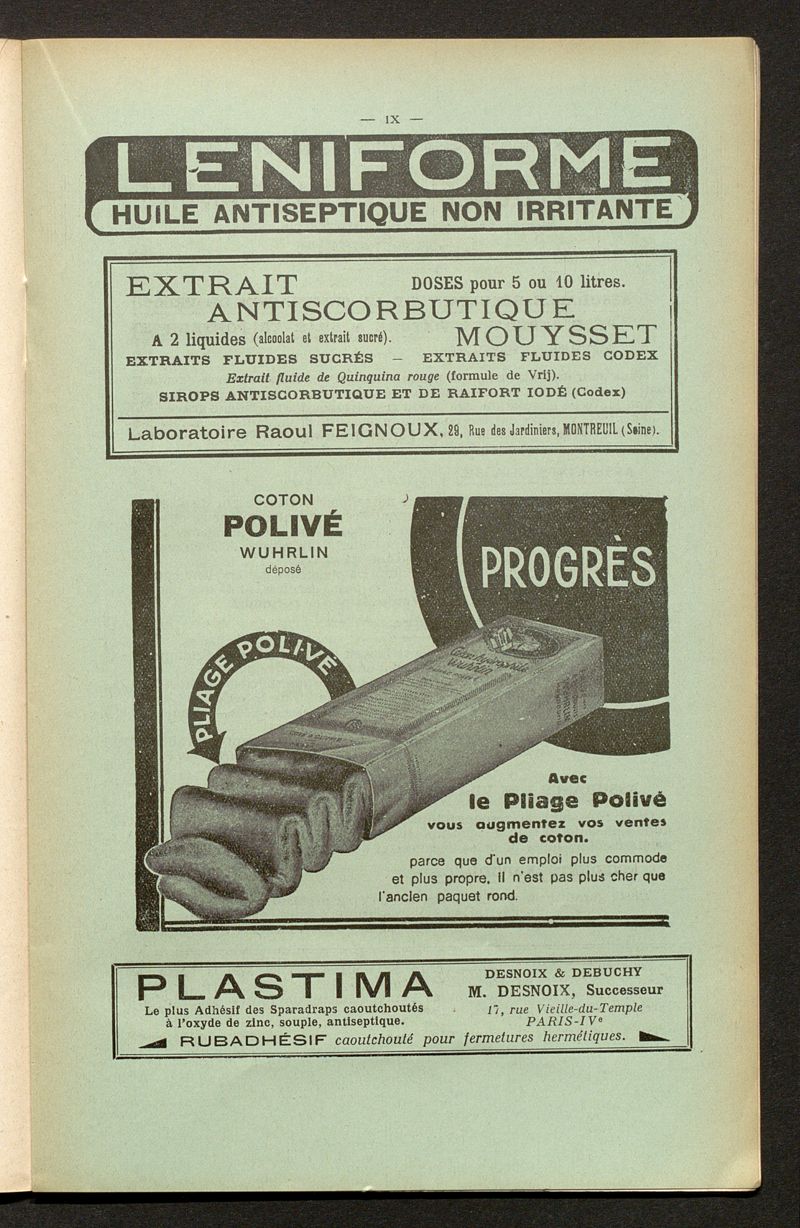 — IX —
LENIFORME
HUILE ANTISEPTIQUE NON IRRITANTE
EXTRAIT DOSES pour 5 ou 10 litres.
ANTISCORBUTIQUE
A 2 liquides (alcoolat et extrait sucré). MOUYSSET
EXTRAITS FLUIDES SUCRÉS — EXTRAITS FLUIDES CODEX
Extrait fluide de Quinquina rouge (formule de Vrij).
SIROPS ANTISCORBUTIQUE ET DE RAIFORT IODÉ (Codex)
Laboratoire Raoul FEIGNOUX, 29, Rue des Jardiniers, MONTREUIL (Seine).
COTON
POLIVÉ
WUHRLIN
déposé
PROGRÈS
PLIAGE POLIVÉ
Coton Hydrophile
WUHRLIN
Avec
le Pliage Polivé
vous augmentez vos ventes
de coton.
parce que d'un emploi plus commode
et plus propre, il n'est pas plus cher que
l'ancien paquet rond.
PLASTIMA
Le plus Adhésif des Sparadraps caoutchoutés
à l'oxyde de zinc, souple, antiseptique.
DESNOIX & DEBUCHY
M. DESNOIX, Successeur
17, rue Vieille-du-Temple
PARIS-IVe
RUBADHÉSIF caoutchouté pour fermetures hermétiques.